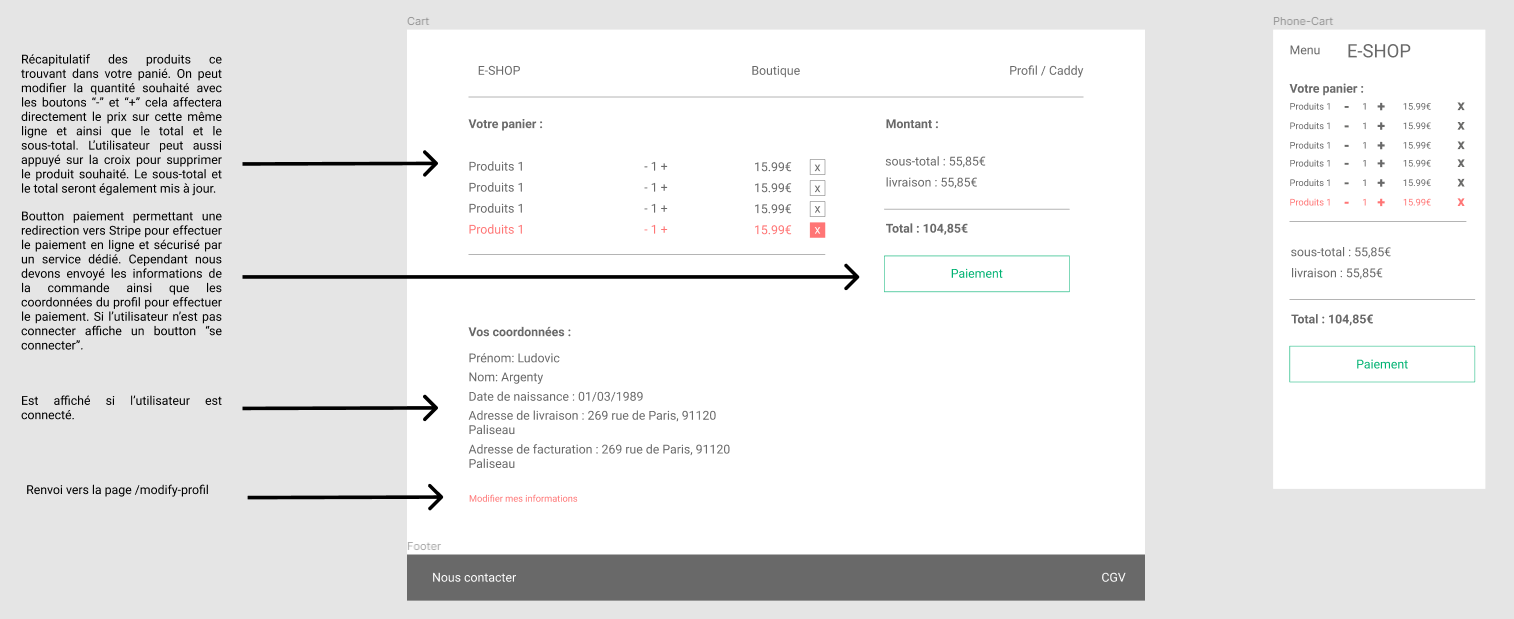 Récapitulatif des produits ce
trouvant dans votre panié. On peut
modifier la quantité souhaité avec
les boutons “-” et “+” cela affectera
directement le prix sur cette même
ligne et ainsi que le total et le
sous-total. L’utilisateur peut aussi
appuyé sur la croix pour supprimer
le produit souhaité. Le sous-total et
le total seront également mis à jour.
Boutton paiement permettant une
redirection vers Stripe pour effectuer
le paiement en ligne et sécurisé par
un service dédié. Cependant nous
devons envoyé les informations de
la commande ainsi que les
coordonnées du profil pour effectuer
le paiement. Si l’utilisateur n’est pas
connecter affiche un boutton “se
connecter”.
Est affiché si l’utilisateur est
connecté.
Renvoi vers la page /modify-profil
Cart
E-SHOP Boutique Profil / Caddy
Votre panier :
Produits 1 - 1 + 15.99€ x
Produits 1 - 1 + 15.99€ x
Produits 1 - 1 + 15.99€ x
Produits 1 - 1 + 15.99€ x
Montant :
sous-total : 55,85€
livraison : 55,85€
Total : 104,85€
Paiement
Vos coordonnées :
Prénom: Ludovic
Nom: Argenty
Date de naissance : 01/03/1989
Adresse de livraison : 269 rue de Paris, 91120
Paliseau
Adresse de facturation : 269 rue de Paris, 91120
Paliseau
Modifier mes informations
Footer
Nous contacter CGV
Phone-Cart
Menu E-SHOP
Votre panier :
Produits 1 - 1 + 15.99€ X
Produits 1 - 1 + 15.99€ X
Produits 1 - 1 + 15.99€ X
Produits 1 - 1 + 15.99€ X
Produits 1 - 1 + 15.99€ X
Produits 1 - 1 + 15.99€ X
sous-total : 55,85€
livraison : 55,85€
Total : 104,85€
Paiement